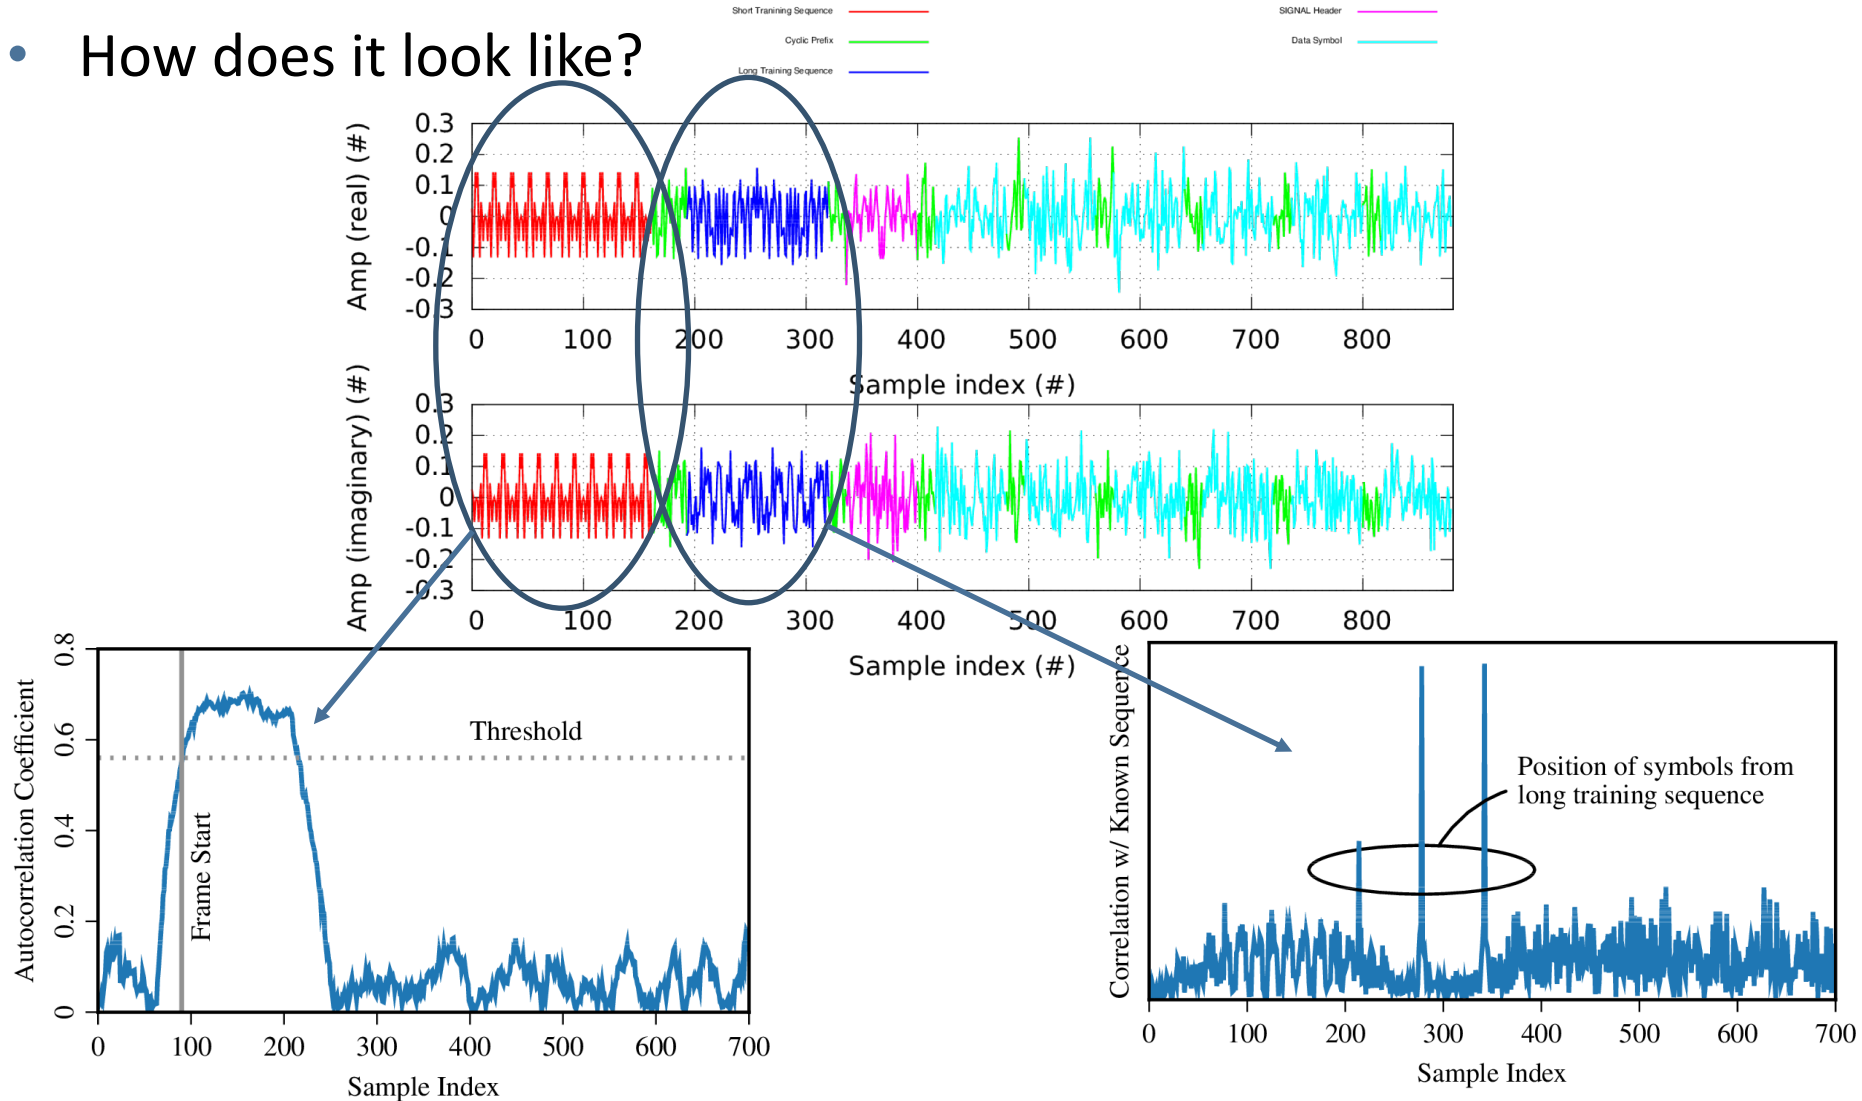 • How does it look like?
Short Tranining Sequence
Cyclic Prefix
Long Training Sequence
SIGNAL Header
Data Symbol
Amp (real) (#)
0.3
0.2
0.1
0
-0.1
-0.2
-0.3
0 100 200 300 400 500 600 700 800
Sample index (#)
Amp (imaginary) (#)
0.3
0.2
0.1
0
-0.1
-0.2
-0.3
0 100 200 300 400 500 600 700 800
Sample index (#)
Autocorrelation Coefficient
0.8
0.6
0.4
0.2
0
Threshold
Frame Start
0 100 200 300 400 500 600 700
Sample Index
Correlation w/ Known Sequence
Position of symbols from
long training sequence
0 100 200 300 400 500 600 700
Sample Index